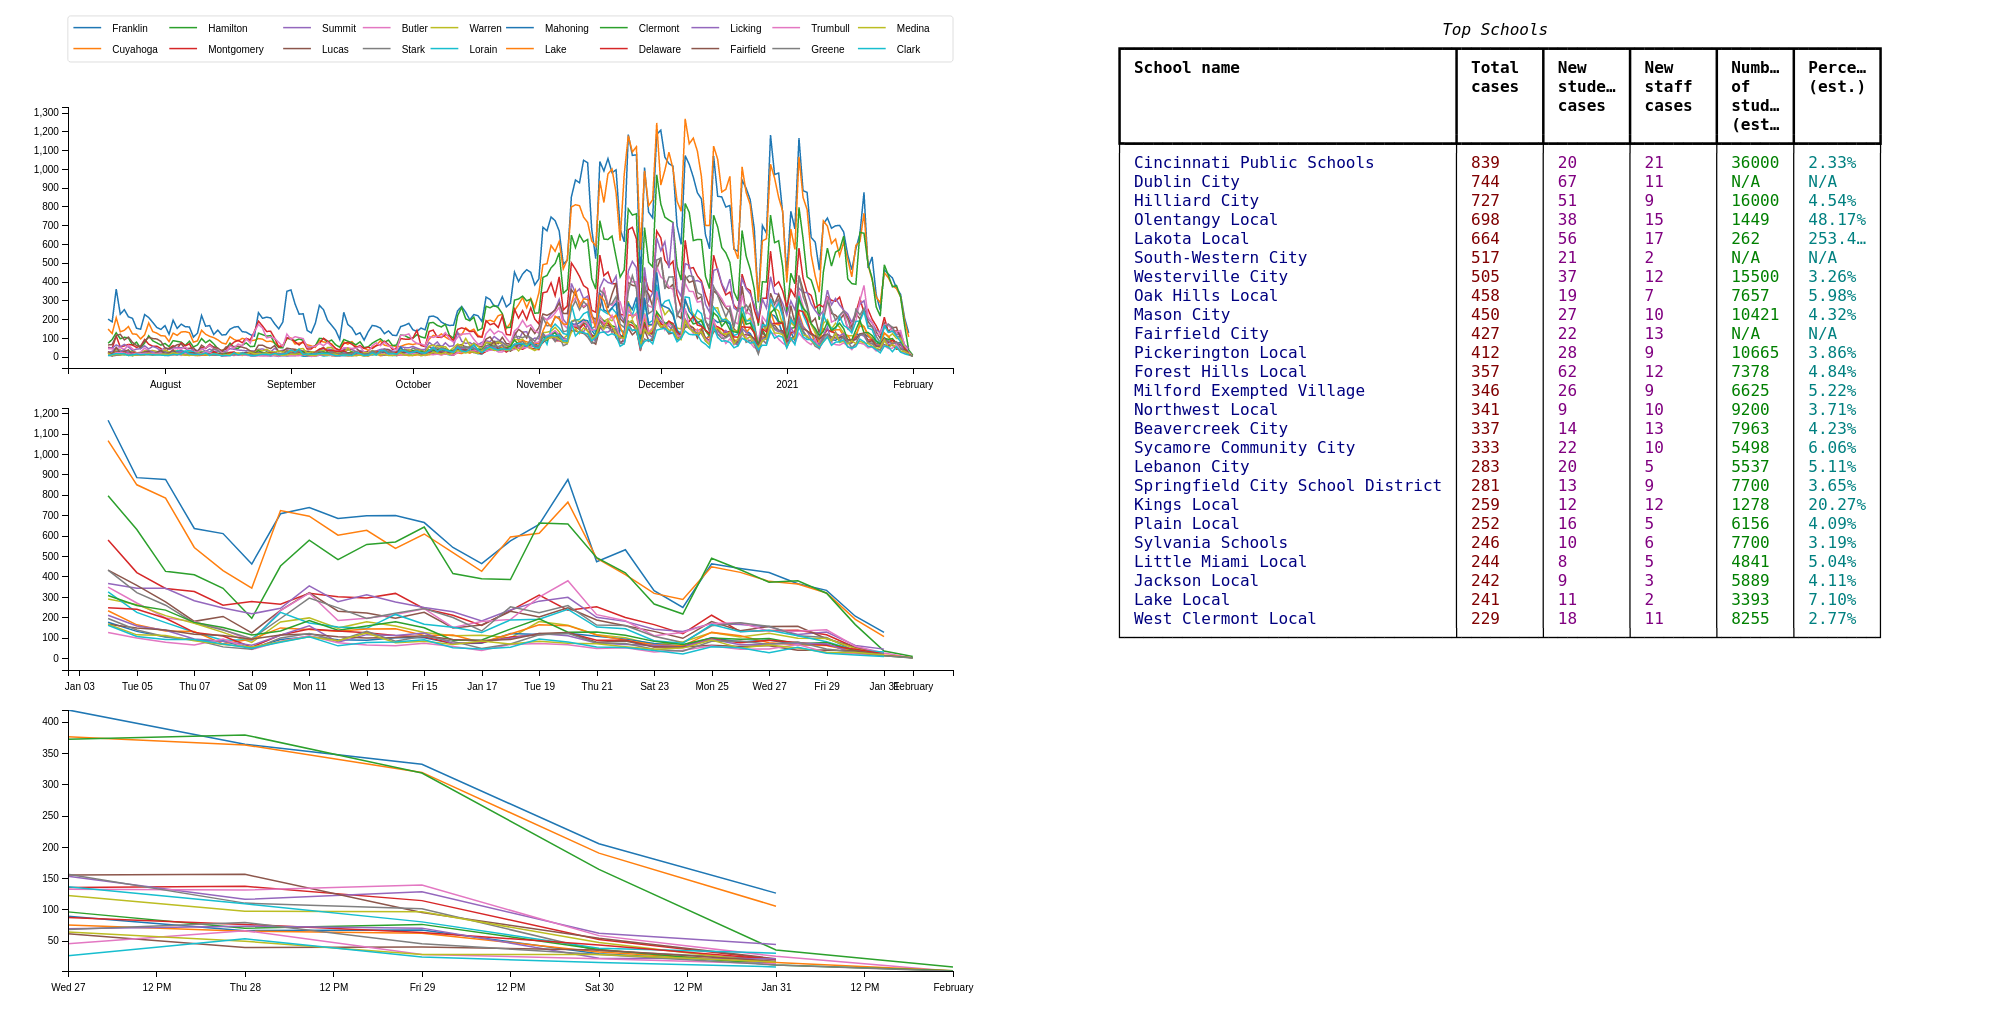 Franklin Hamilton Summit Butler Warren Mahoning Clermont Licking Trumbull Medina
Cuyahoga Montgomery Lucas Stark Lorain Lake Delaware Fairfield Greene Clark
1,300
1,200
1,100
1,000
900
800
700
600
500
400
300
200
100
0
August September October November December 2021 February
1,200
1,100
1,000
900
800
700
600
500
400
300
200
100
0
Jan 03 Tue 05 Thu 07 Sat 09 Mon 11 Wed 13 Fri 15 Jan 17 Tue 19 Thu 21 Sat 23 Mon 25 Wed 27 Fri 29 Jan 31 February
400
350
300
250
200
150
100
50
Wed 27 12 PM Thu 28 12 PM Fri 29 12 PM Sat 30 12 PM Jan 31 12 PM February
Top Schools
School name Total New New Numb… Perce…
cases stude… staff of (est.)
cases cases stud…
(est…
Cincinnati Public Schools 839 20 21 36000 2.33%
Dublin City 744 67 11 N/A N/A
Hilliard City 727 51 9 16000 4.54%
Olentangy Local 698 38 15 1449 48.17%
Lakota Local 664 56 17 262 253.4…
South-Western City 517 21 2 N/A N/A
Westerville City 505 37 12 15500 3.26%
Oak Hills Local 458 19 7 7657 5.98%
Mason City 450 27 10 10421 4.32%
Fairfield City 427 22 13 N/A N/A
Pickerington Local 412 28 9 10665 3.86%
Forest Hills Local 357 62 12 7378 4.84%
Milford Exempted Village 346 26 9 6625 5.22%
Northwest Local 341 9 10 9200 3.71%
Beavercreek City 337 14 13 7963 4.23%
Sycamore Community City 333 22 10 5498 6.06%
Lebanon City 283 20 5 5537 5.11%
Springfield City School District 281 13 9 7700 3.65%
Kings Local 259 12 12 1278 20.27%
Plain Local 252 16 5 6156 4.09%
Sylvania Schools 246 10 6 7700 3.19%
Little Miami Local 244 8 5 4841 5.04%
Jackson Local 242 9 3 5889 4.11%
Lake Local 241 11 2 3393 7.10%
West Clermont Local 229 18 11 8255 2.77%